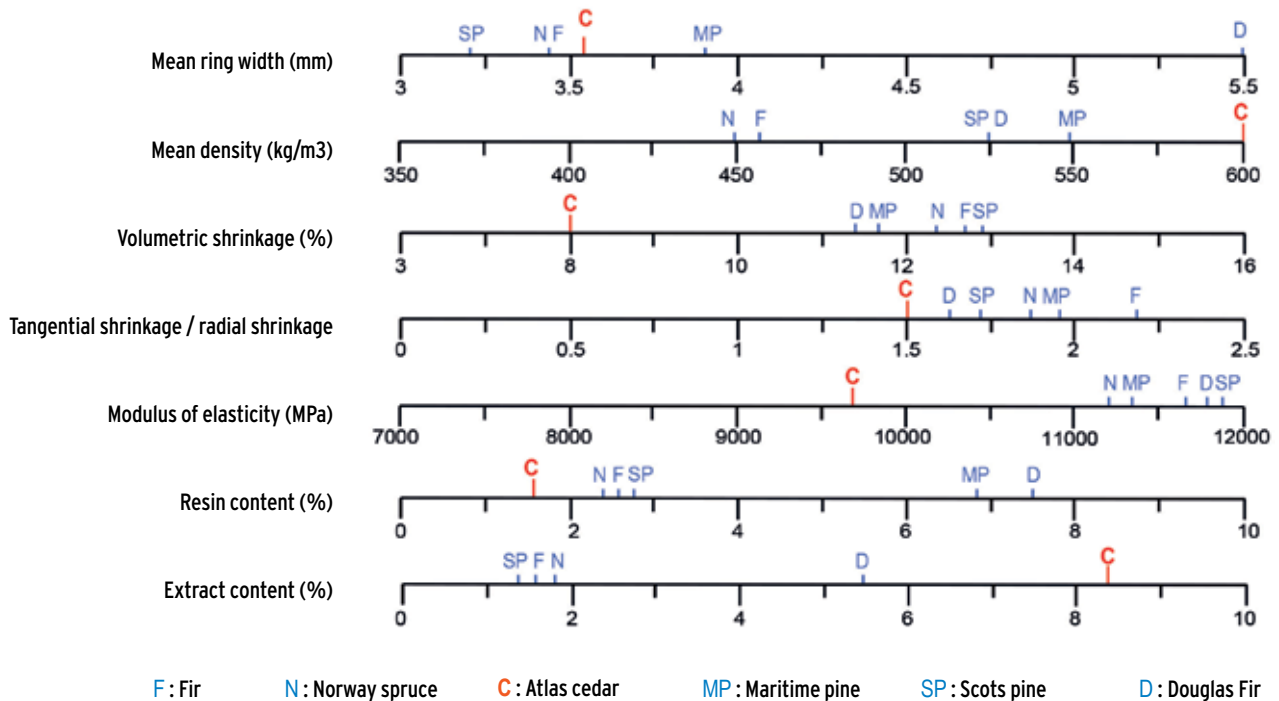 SP N F C MP D
Mean ring width (mm)
3 3.5 4 4.5 5 5.5
N F SP D MP C
Mean density (kg/m3)
350 400 450 500 550 600
C D MP N F SP
Volumetric shrinkage (%)
3 8 10 12 14 16
C D SP N MP F
Tangential shrinkage / radial shrinkage
0 0.5 1 1.5 2 2.5
C N MP F D SP
Modulus of elasticity (MPa)
7000 8000 9000 10000 11000 12000
C N F SP MP D
Resin content (%)
0 2 4 6 8 10
SP F N D C
Extract content (%)
0 2 4 6 8 10
F : Fir N : Norway spruce C : Atlas cedar MP : Maritime pine SP : Scots pine D : Douglas Fir